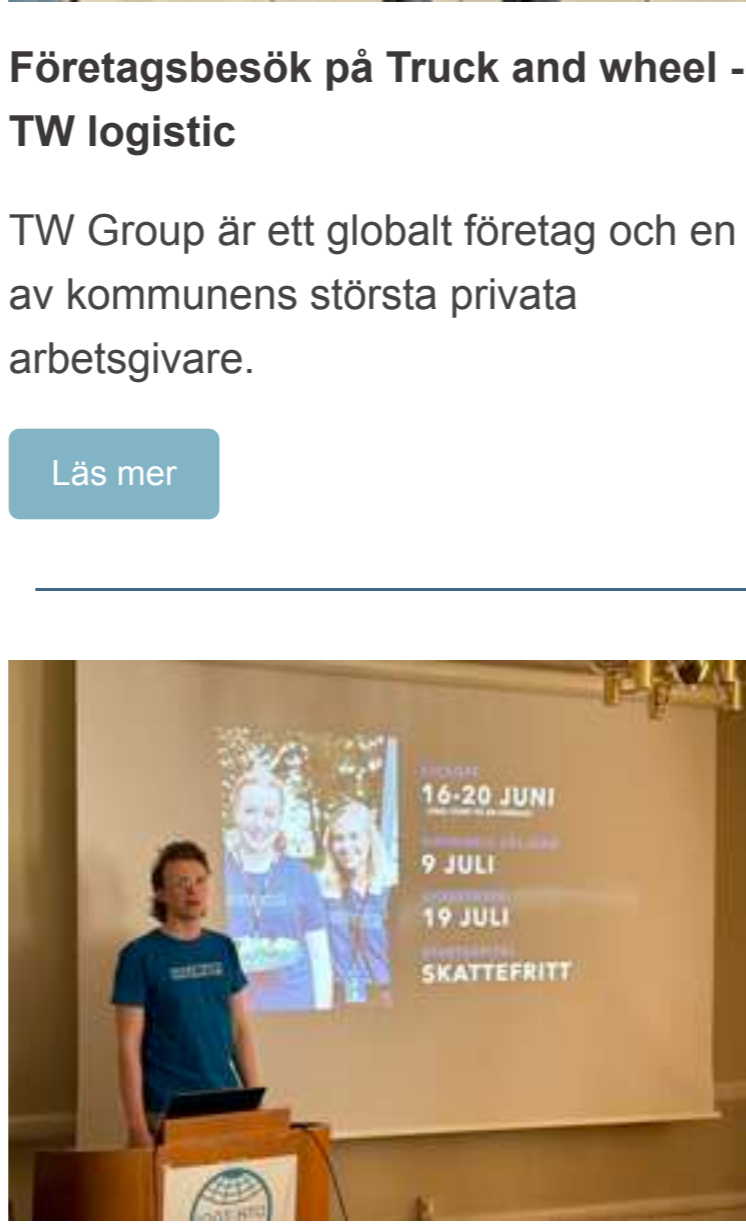 Företagsbesök på Truck and wheel -
TW logistic
TW Group är ett globalt företag och en
av kommunens största privata
arbetsgivare.
Läs mer
16-20 JUNI
9 JULI
19 JULI
SKATTEFRITT